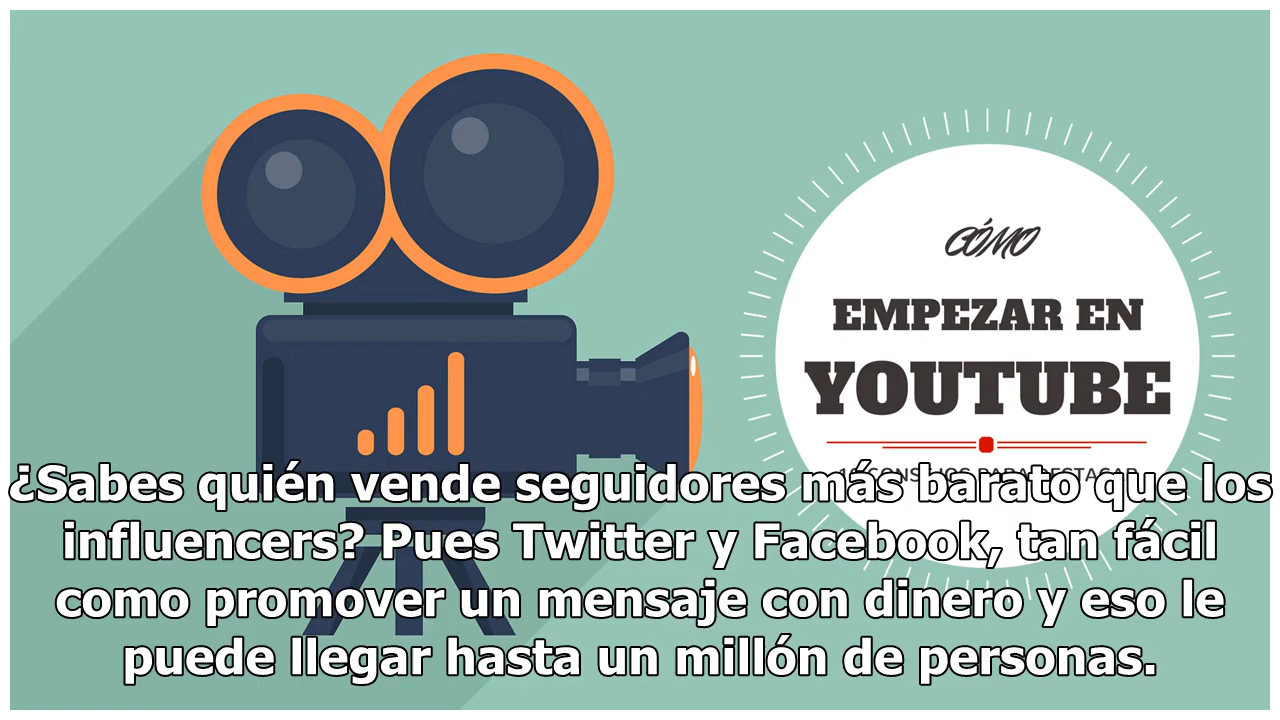 CÓMO
EMPEZAR EN
YOUTUBE
¿Sabes quién vende seguidores más barato que los
influencers? Pues Twitter y Facebook, tan fácil
como promover un mensaje con dinero y eso le
puede llegar hasta un millón de personas.